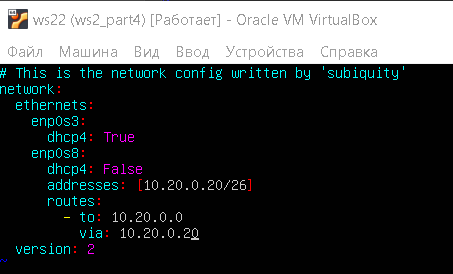 ws22 (ws2_part4) [Работает] - Oracle VM VirtualBox
Файл Машина Вид Ввод Устройства Справка
# This is the network config written by 'subiquity'
network:
  ethernets:
    enp0s3:
      dhcp4: True
    enp0s8:
      dhcp4: False
      addresses: [10.20.0.20/26]
      routes:
        - to: 10.20.0.0
          via: 10.20.0.20
  version: 2
~